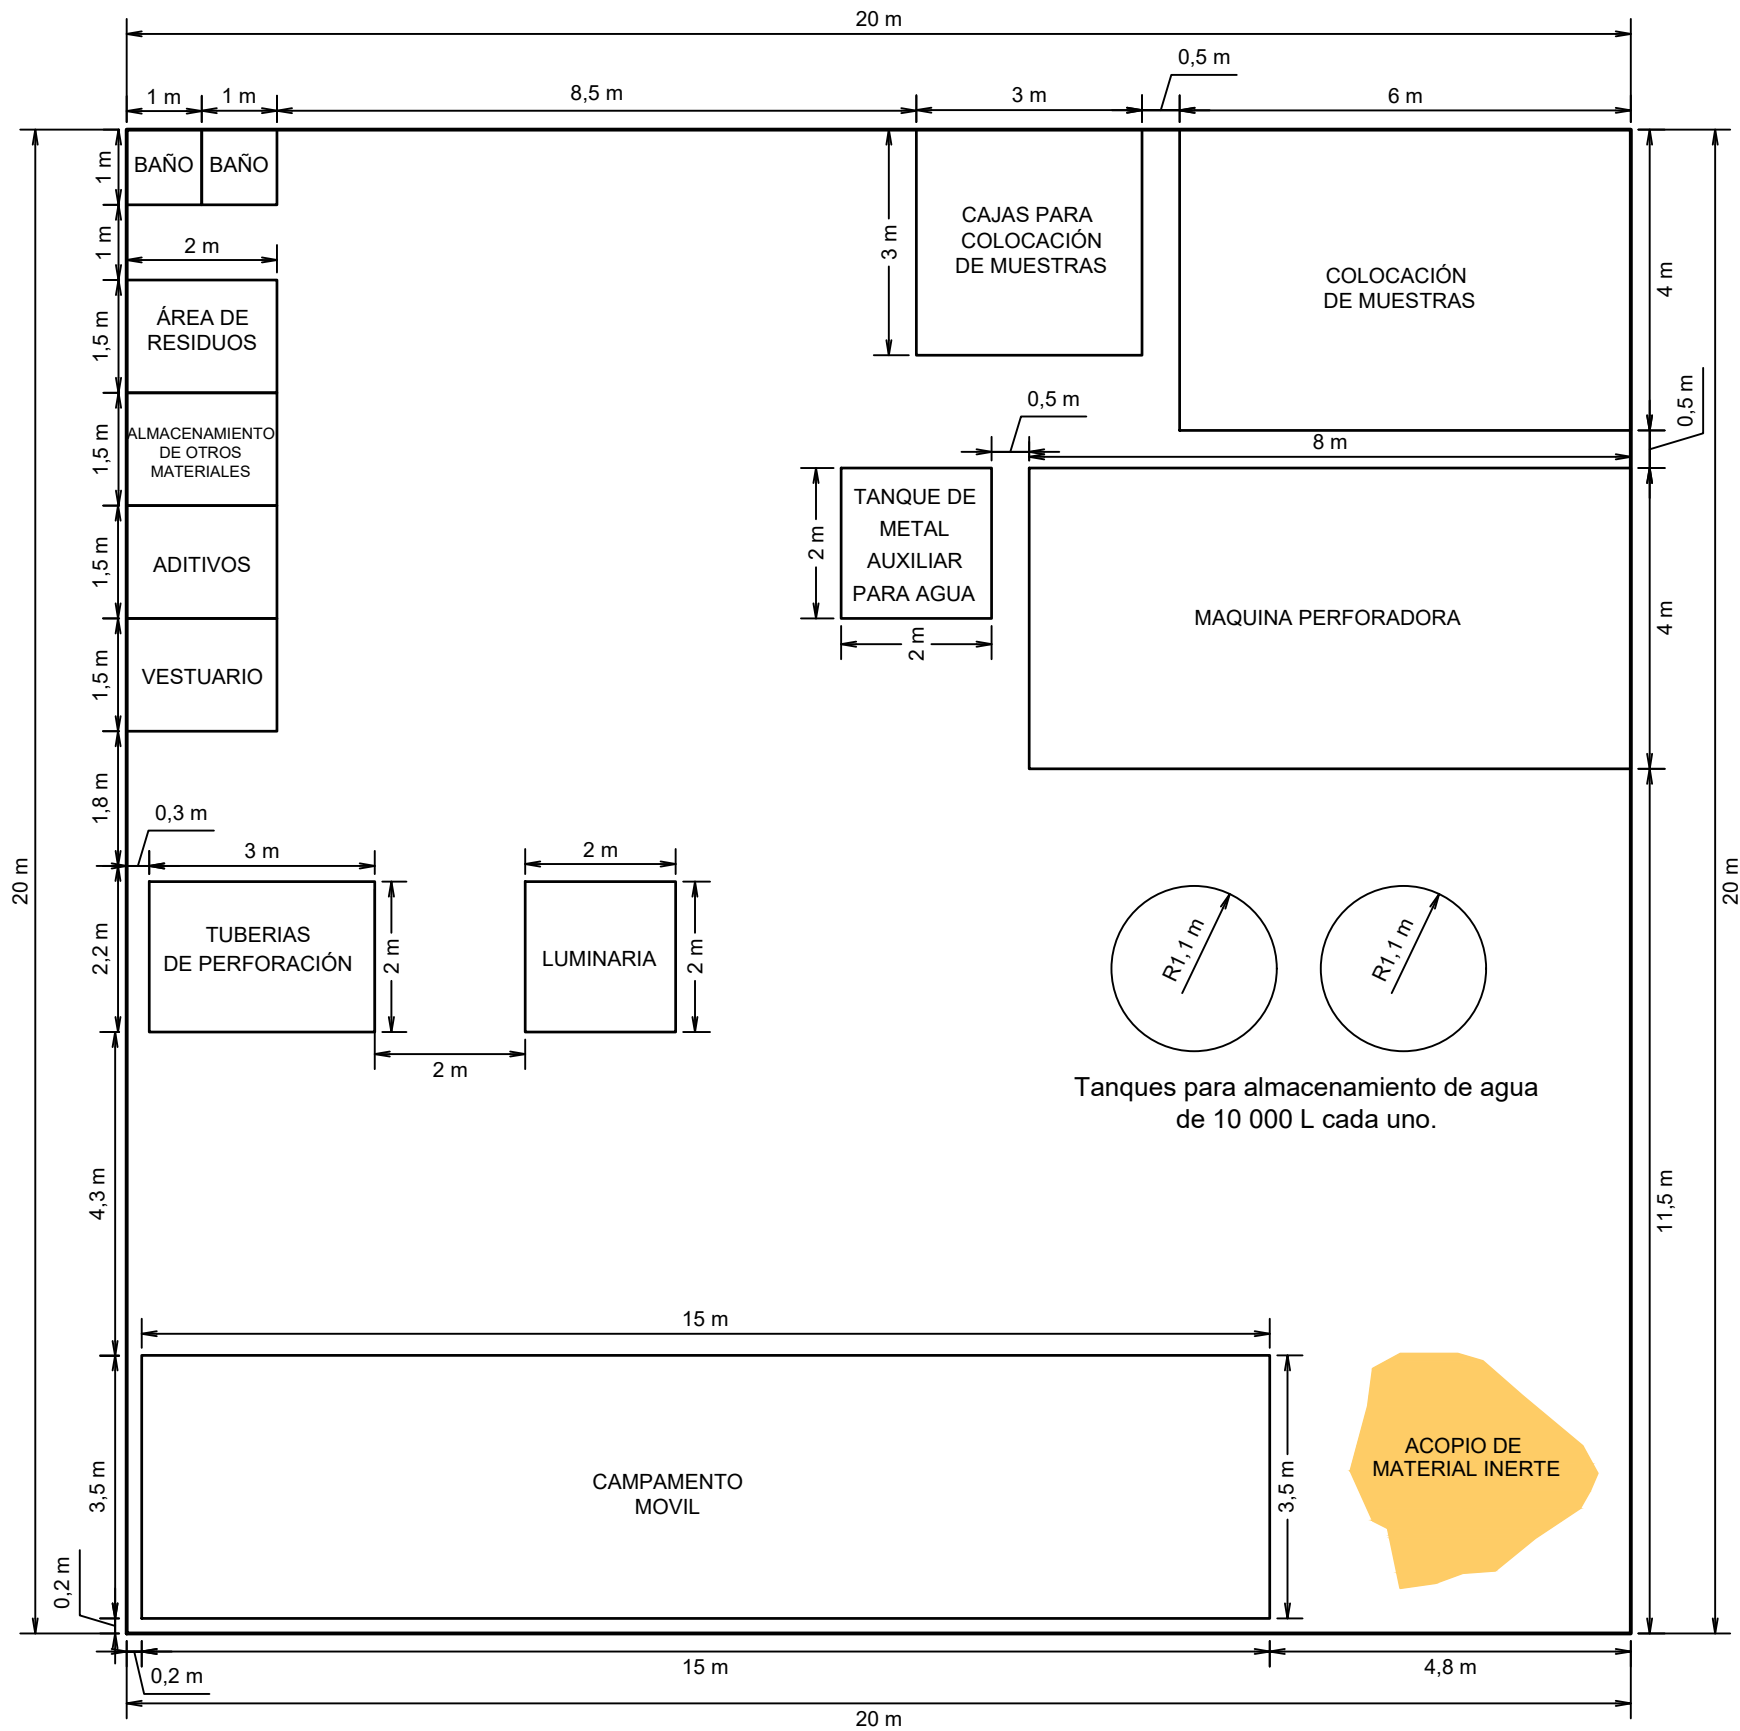 20 m
0,5 m
1 m
1 m
8,5 m
3 m
6 m
1 m
BAÑO
BAÑO
1 m
2 m
3 m
CAJAS PARA
COLOCACIÓN
DE MUESTRAS
COLOCACIÓN
DE MUESTRAS
4 m
1,5 m
ÁREA DE
RESIDUOS
0,5 m
0,5 m
1,5 m
ALMACENAMIENTO
DE OTROS
MATERIALES
8 m
1,5 m
ADITIVOS
2 m
TANQUE DE
METAL
AUXILIAR
PARA AGUA
2 m
MAQUINA PERFORADORA
4 m
1,5 m
VESTUARIO
1,8 m
0,3 m
3 m
2 m
20 m
20 m
2,2 m
TUBERIAS
DE PERFORACIÓN
2 m
LUMINARIA
2 m
R1,1 m
R1,1 m
2 m
Tanques para almacenamiento de agua
de 10 000 L cada uno.
4,3 m
11,5 m
15 m
3,5 m
CAMPAMENTO
MOVIL
3,5 m
ACOPIO DE
MATERIAL INERTE
0,2 m
0,2 m
15 m
4,8 m
20 m